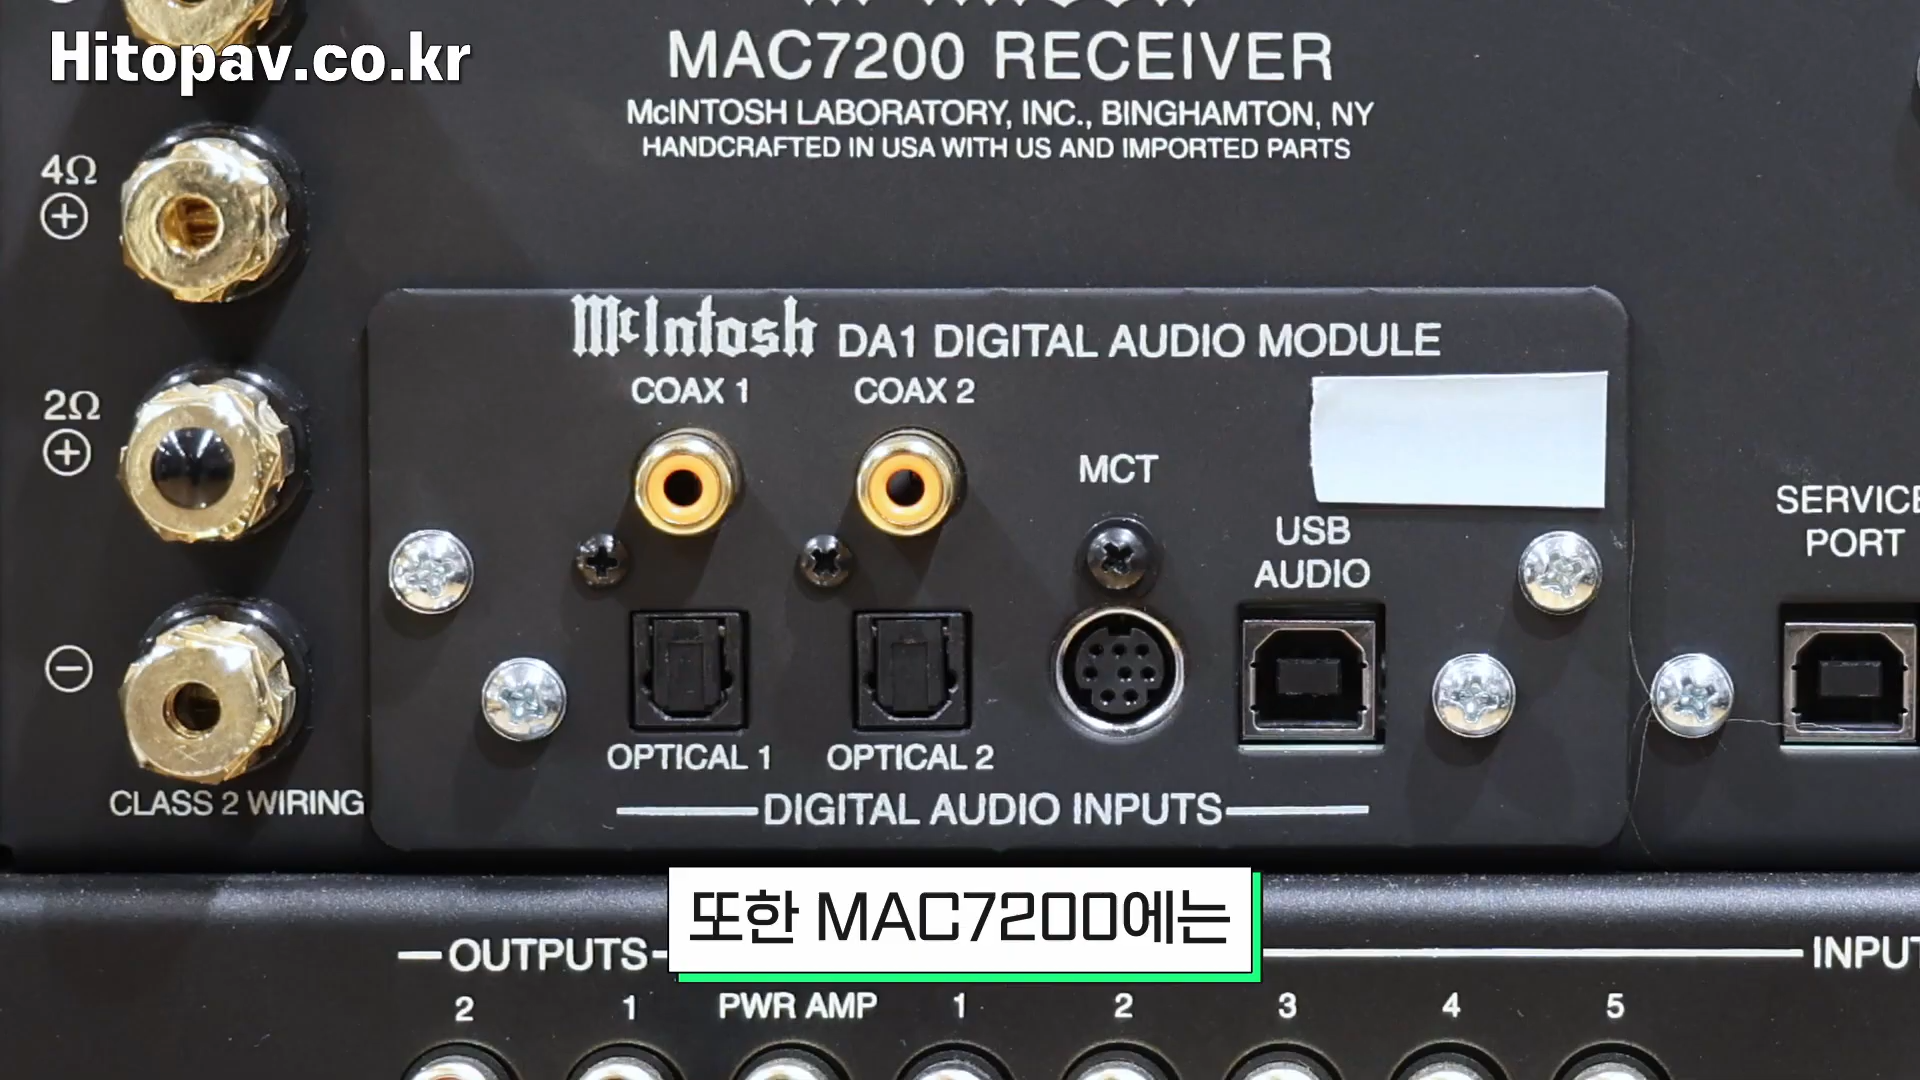 Hitopav.co.kr
MAC7200 RECEIVER
McINTOSH LABORATORY, INC., BINGHAMTON, NY
HANDCRAFTED IN USA WITH US AND IMPORTED PARTS
4Ω
+
McIntosh DA1 DIGITAL AUDIO MODULE
COAX 1 COAX 2
2Ω
+
MCT
USB
AUDIO
SERVICE
PORT
−
OPTICAL 1 OPTICAL 2
CLASS 2 WIRING
DIGITAL AUDIO INPUTS
또한 MAC7200에는
OUTPUTS
2 1 PWR AMP 1 2 3 4 5